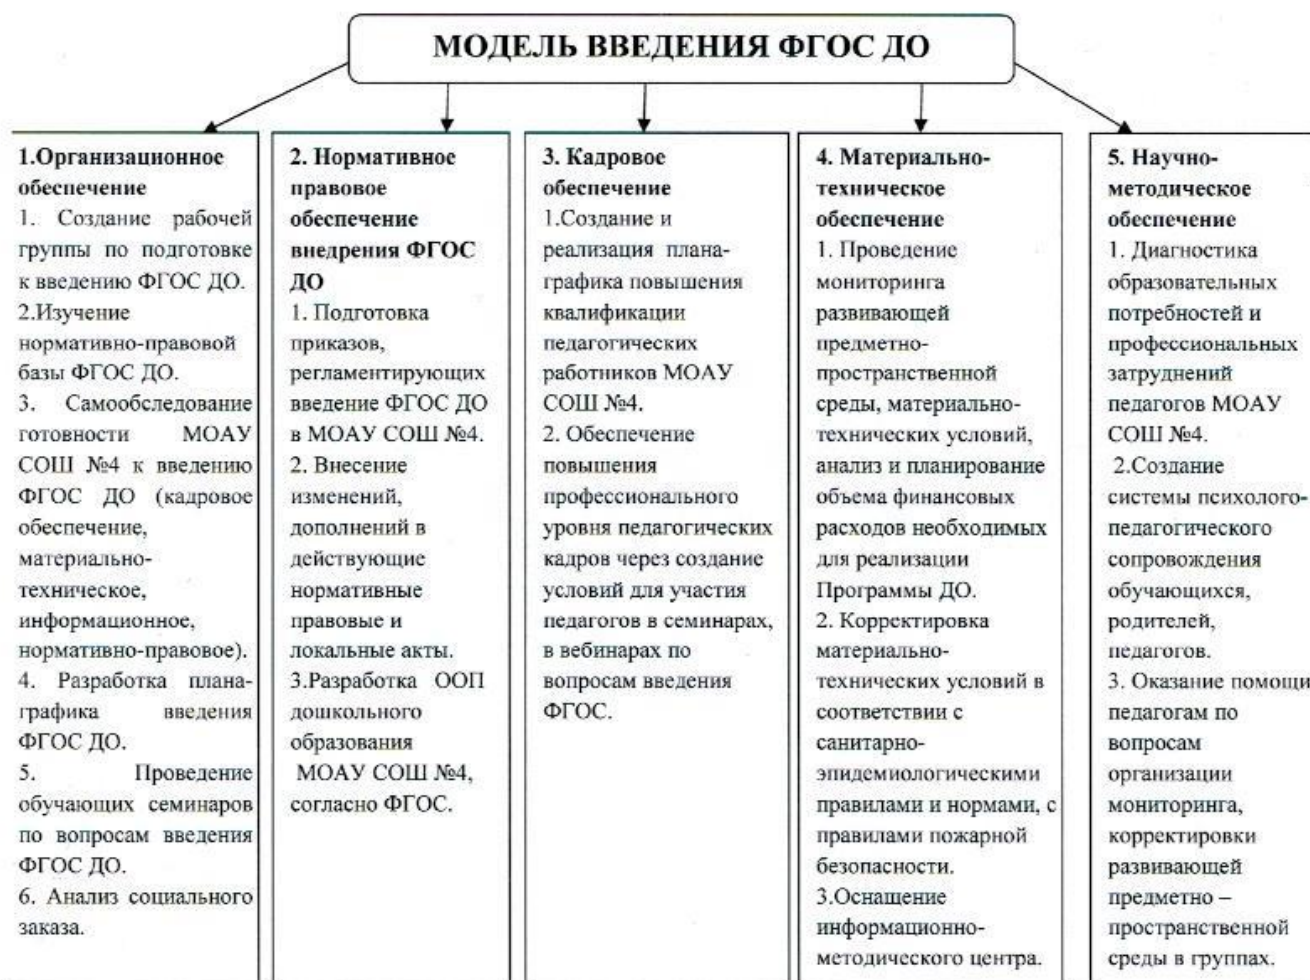 МОДЕЛЬ ВВЕДЕНИЯ ФГОС ДО
1.Организационное
обеспечение
1. Создание рабочей
группы по подготовке
к введению ФГОС ДО.
2.Изучение
нормативно-правовой
базы ФГОС ДО.
3. Самообследование
готовности МОАУ
СОШ №4 к введению
ФГОС ДО (кадровое
обеспечение,
материально-
техническое,
информационное,
нормативно-правовое).
4. Разработка плана-
графика введения
ФГОС ДО.
5. Проведение
обучающих семинаров
по вопросам введения
ФГОС ДО.
6. Анализ социального
заказа.
2. Нормативное
правовое
обеспечение
внедрения ФГОС
ДО
1. Подготовка
приказов,
регламентирующих
введение ФГОС ДО
в МОАУ СОШ №4.
2. Внесение
изменений,
дополнений в
действующие
нормативные
правовые и
локальные акты.
3.Разработка ООП
дошкольного
образования
МОАУ СОШ №4,
согласно ФГОС.
3. Кадровое
обеспечение
1.Создание и
реализация плана-
графика повышения
квалификации
педагогических
работников МОАУ
СОШ №4.
2. Обеспечение
повышения
профессионального
уровня педагогических
кадров через создание
условий для участия
педагогов в семинарах,
в вебинарах по
вопросам введения
ФГОС.
4. Материально-
техническое
обеспечение
1. Проведение
мониторинга
развивающей
предметно-
пространственной
среды, материально-
технических условий,
анализ и планирование
объема финансовых
расходов необходимых
для реализации
Программы ДО.
2. Корректировка
материально-
технических условий в
соответствии с
санитарно-
эпидемиологическими
правилами и нормами, с
правилами пожарной
безопасности.
3.Оснащение
информационно-
методического центра.
5. Научно-
методическое
обеспечение
1. Диагностика
образовательных
потребностей и
профессиональных
затруднений
педагогов МОАУ
СОШ №4.
2.Создание
системы психолого-
педагогического
сопровождения
обучающихся,
родителей,
педагогов.
3. Оказание помощи
педагогам по
вопросам
организации
мониторинга,
корректировки
развивающей
предметно –
пространственной
среды в группах.